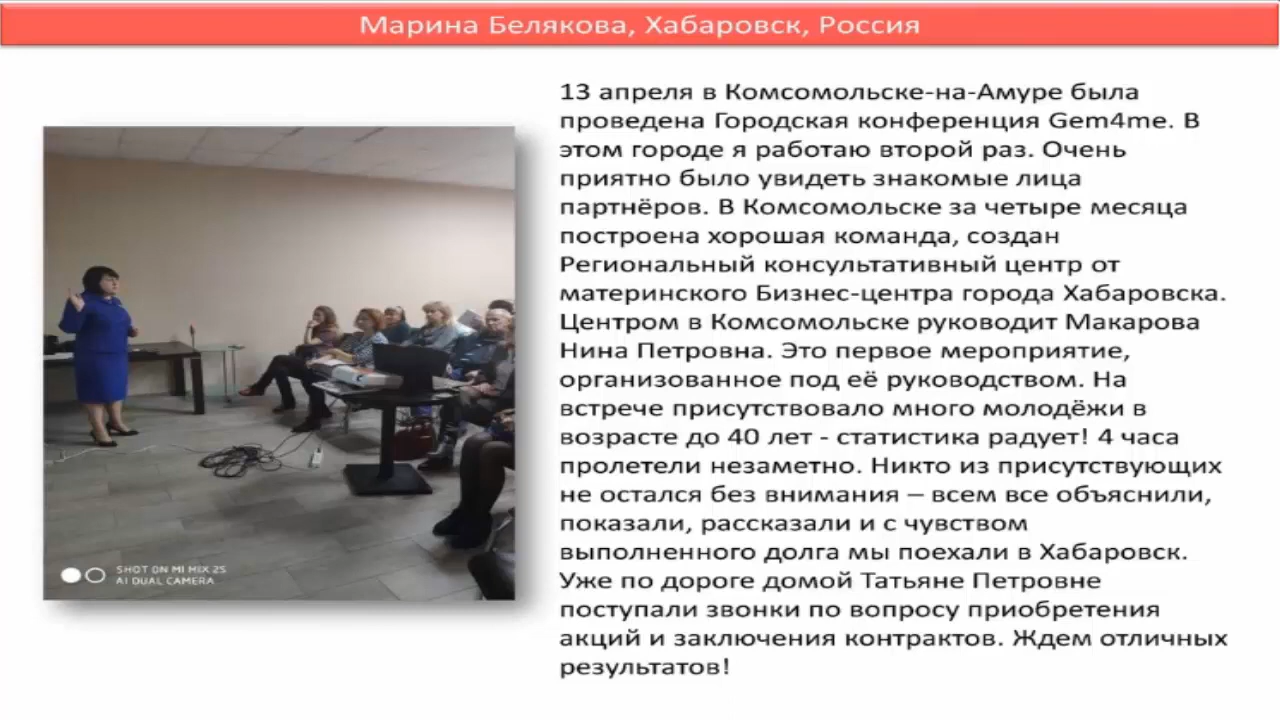 Марина Белякова, Хабаровск, Россия
13 апреля в Комсомольске-на-Амуре была
проведена Городская конференция Gem4me. В
этом городе я работаю второй раз. Очень
приятно было увидеть знакомые лица
партнёров. В Комсомольске за четыре месяца
построена хорошая команда, создан
Региональный консультативный центр от
материнского Бизнес-центра города Хабаровска.
Центром в Комсомольске руководит Макарова
Нина Петровна. Это первое мероприятие,
организованное под её руководством. На
встрече присутствовало много молодёжи в
возрасте до 40 лет - статистика радует! 4 часа
пролетели незаметно. Никто из присутствующих
не остался без внимания – всем все объяснили,
показали, рассказали и с чувством
выполненного долга мы поехали в Хабаровск.
Уже по дороге домой Татьяне Петровне
поступали звонки по вопросу приобретения
акций и заключения контрактов. Ждем отличных
результатов!
SHOT ON MI MIX 2S
AI DUAL CAMERA